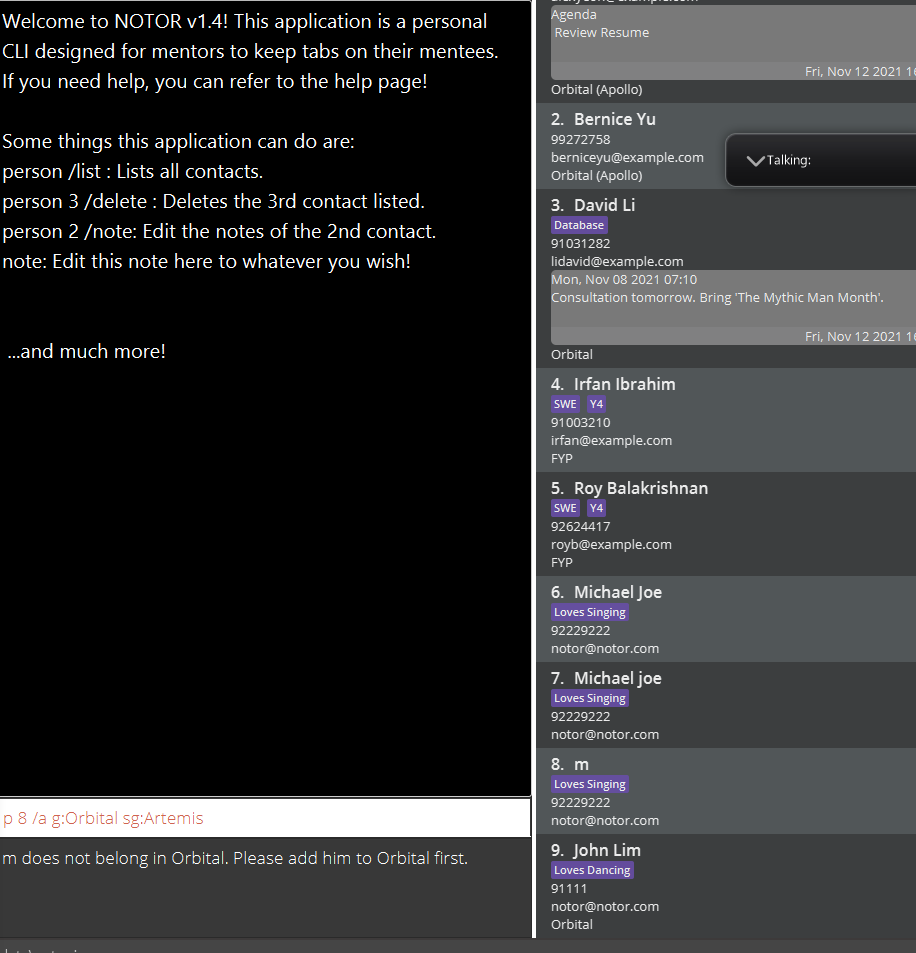 Welcome to NOTOR v1.4! This application is a personal
CLI designed for mentors to keep tabs on their mentees.
If you need help, you can refer to the help page!
Some things this application can do are:
person /list : Lists all contacts.
person 3 /delete : Deletes the 3rd contact listed.
person 2 /note: Edit the notes of the 2nd contact.
note: Edit this note here to whatever you wish!
...and much more!
p 8 /a g:Orbital sg:Artemis
m does not belong in Orbital. Please add him to Orbital first.
Agenda
Review Resume
Fri, Nov 12 2021
Orbital (Apollo)
2. Bernice Yu
99272758
berniceyu@example.com
Orbital (Apollo)
Talking:
3. David Li
Database
91031282
lidavid@example.com
Mon, Nov 08 2021 07:10
Consultation tomorrow. Bring 'The Mythic Man Month'.
Fri, Nov 12 2021
Orbital
4. Irfan Ibrahim
SWE Y4
91003210
irfan@example.com
FYP
5. Roy Balakrishnan
SWE Y4
92624417
royb@example.com
FYP
6. Michael Joe
Loves Singing
92229222
notor@notor.com
7. Michael joe
Loves Singing
92229222
notor@notor.com
8. m
Loves Singing
92229222
notor@notor.com
9. John Lim
Loves Dancing
91111
notor@notor.com
Orbital